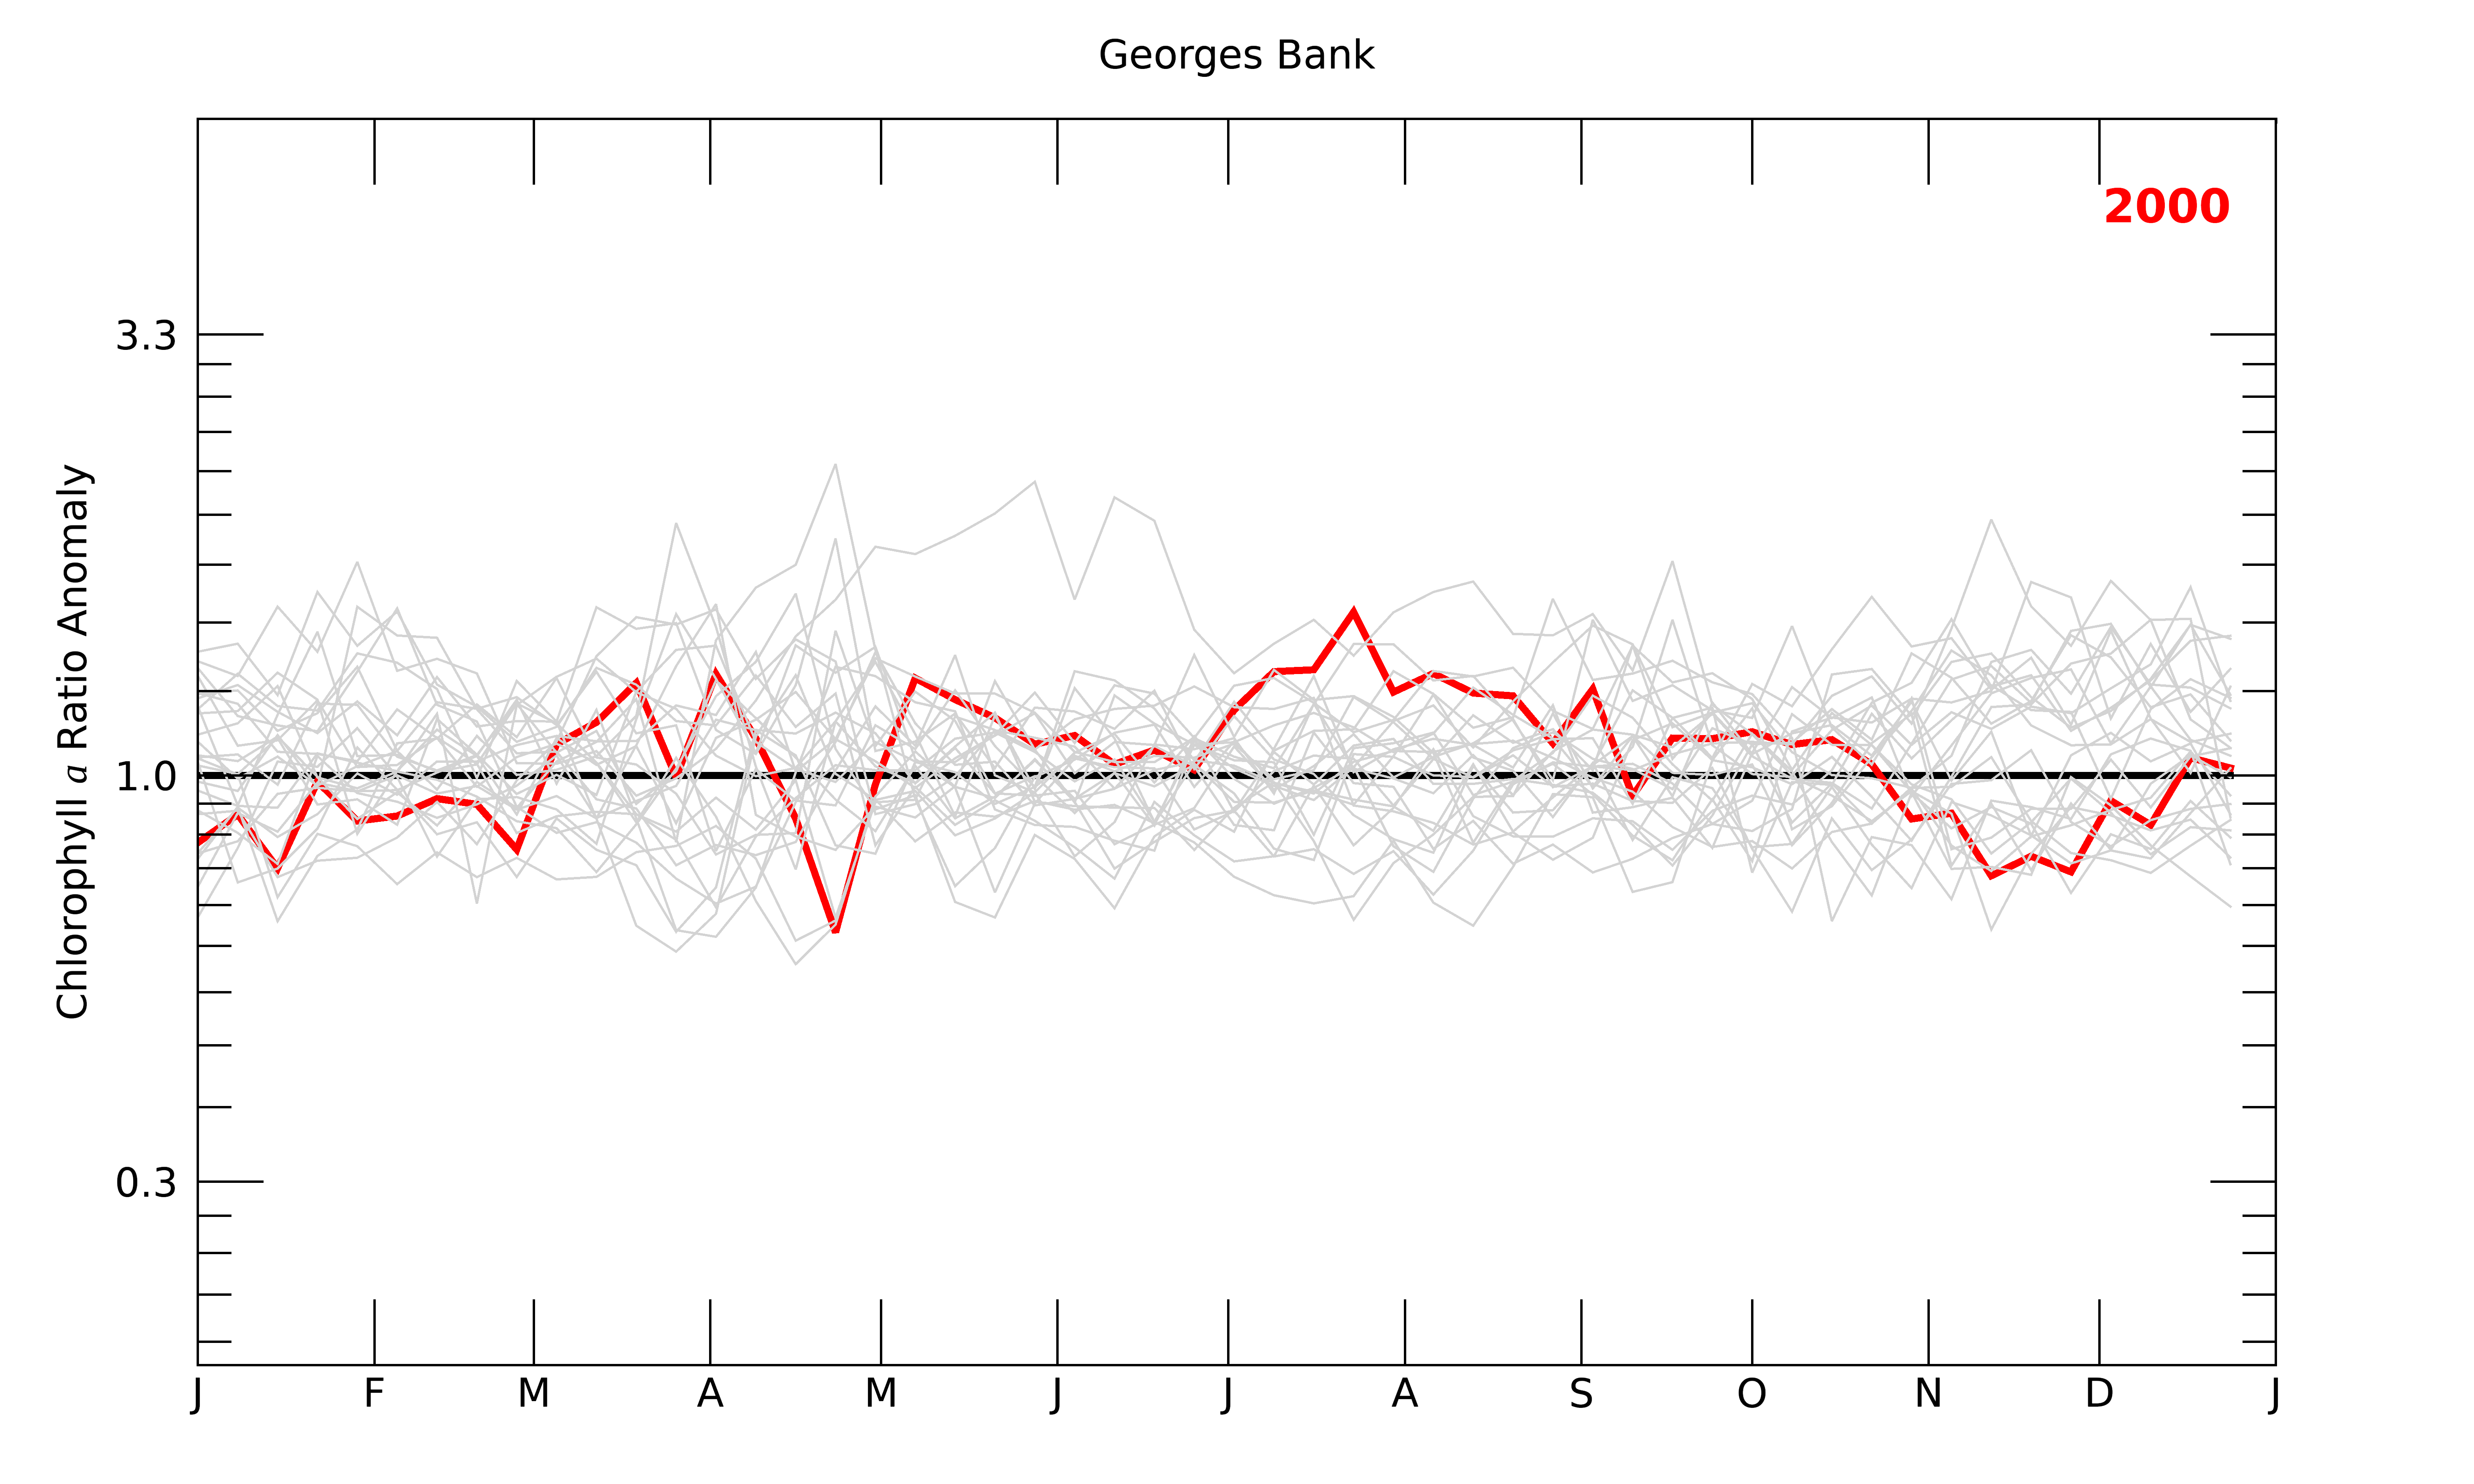 Georges Bank
2000
3.3
1.0
0.3
Chlorophyll a Ratio Anomaly
J F M A M J J A S O N D J